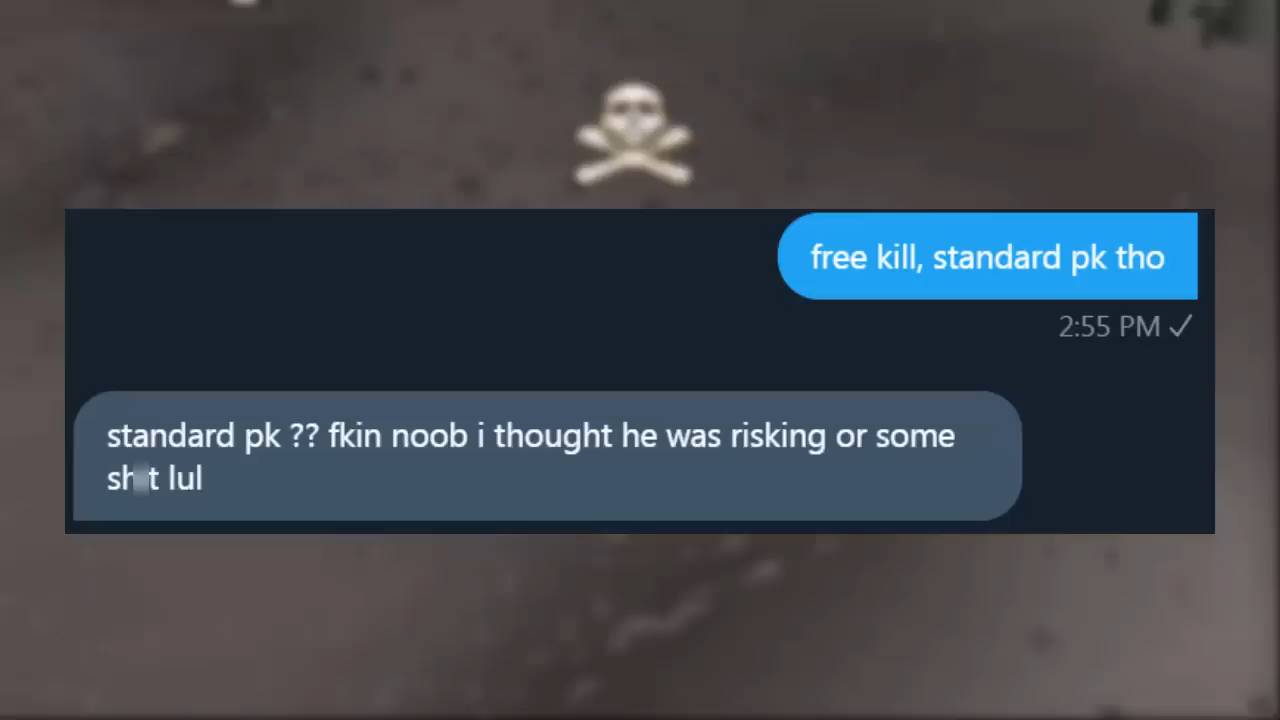 free kill, standard pk tho
2:55 PM ✓
standard pk ?? fkin noob i thought he was risking or some
sh t lul